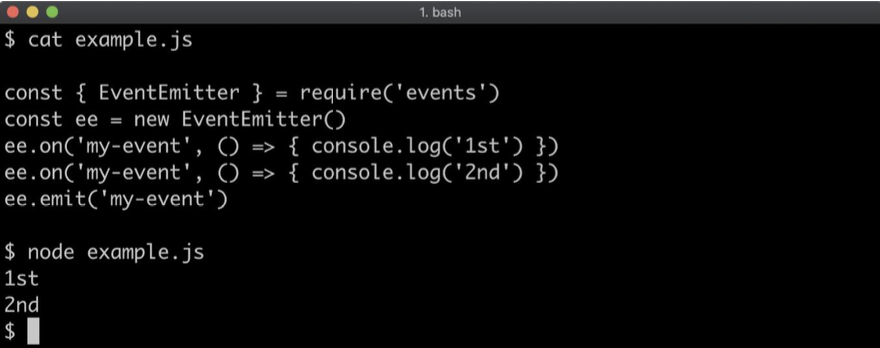 1. bash
$ cat example.js
const { EventEmitter } = require('events')
const ee = new EventEmitter()
ee.on('my-event', () => { console.log('1st') })
ee.on('my-event', () => { console.log('2nd') })
ee.emit('my-event')
$ node example.js
1st
2nd
$